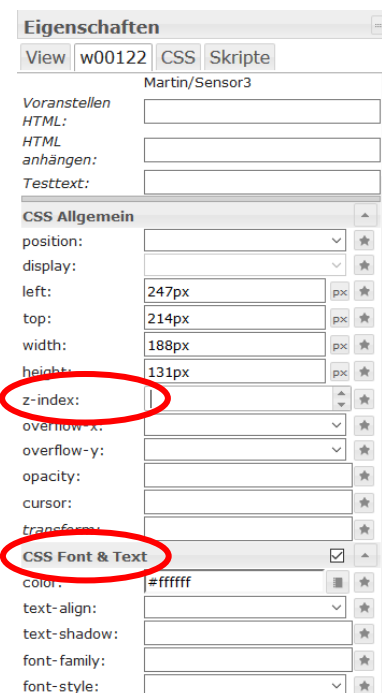 Eigenschaften
View w00122 CSS Skripte
Martin/Sensor3
Voranstellen
HTML:
HTML
anhängen:
Testtext:
CSS Allgemein
position:
display:
left: 247px px
top: 214px px
width: 188px px
height: 131px px
z-index:
overflow-x:
overflow-y:
opacity:
cursor:
transform:
CSS Font & Text
color: #ffffff
text-align:
text-shadow:
font-family:
font-style: